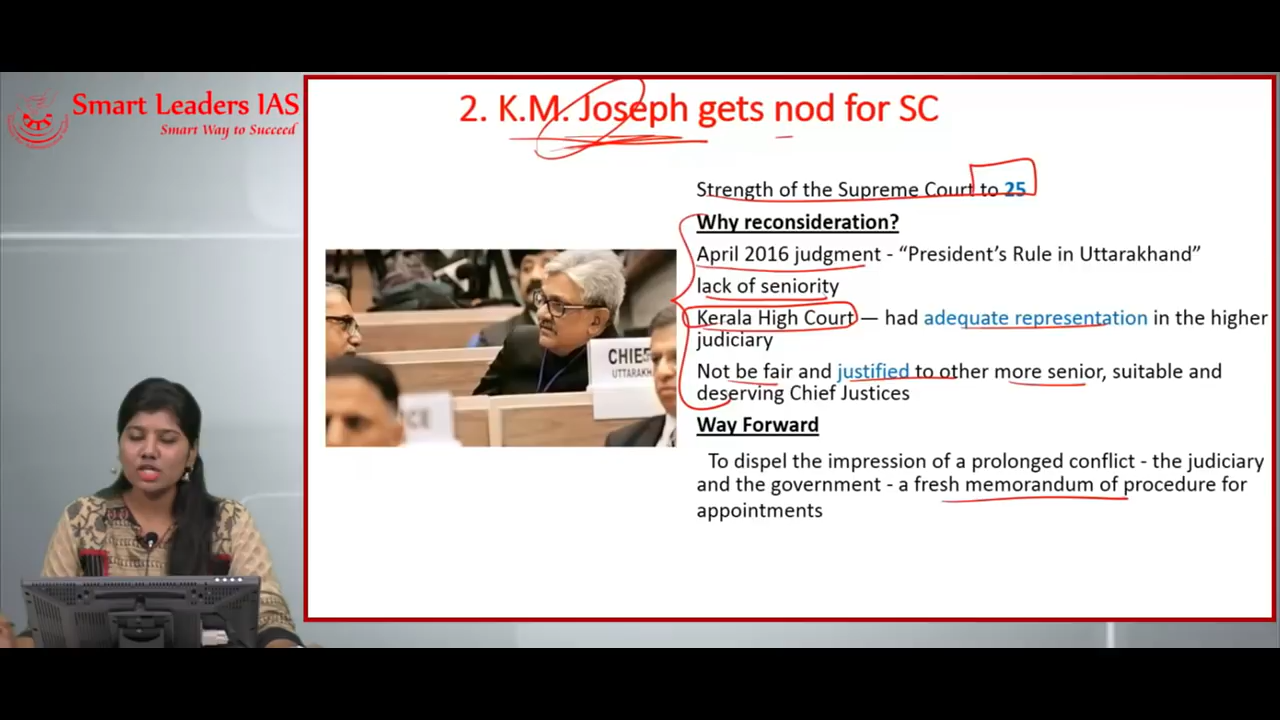 Smart Leaders IAS
Smart Way to Succeed
2. K.M. Joseph gets nod for SC
Strength of the Supreme Court to 25
Why reconsideration?
April 2016 judgment - “President’s Rule in Uttarakhand”
lack of seniority
Kerala High Court — had adequate representation in the higher
judiciary
Not be fair and justified to other more senior, suitable and
deserving Chief Justices
Way Forward
To dispel the impression of a prolonged conflict - the judiciary
and the government - a fresh memorandum of procedure for
appointments
CHIEF
UTTARAKH